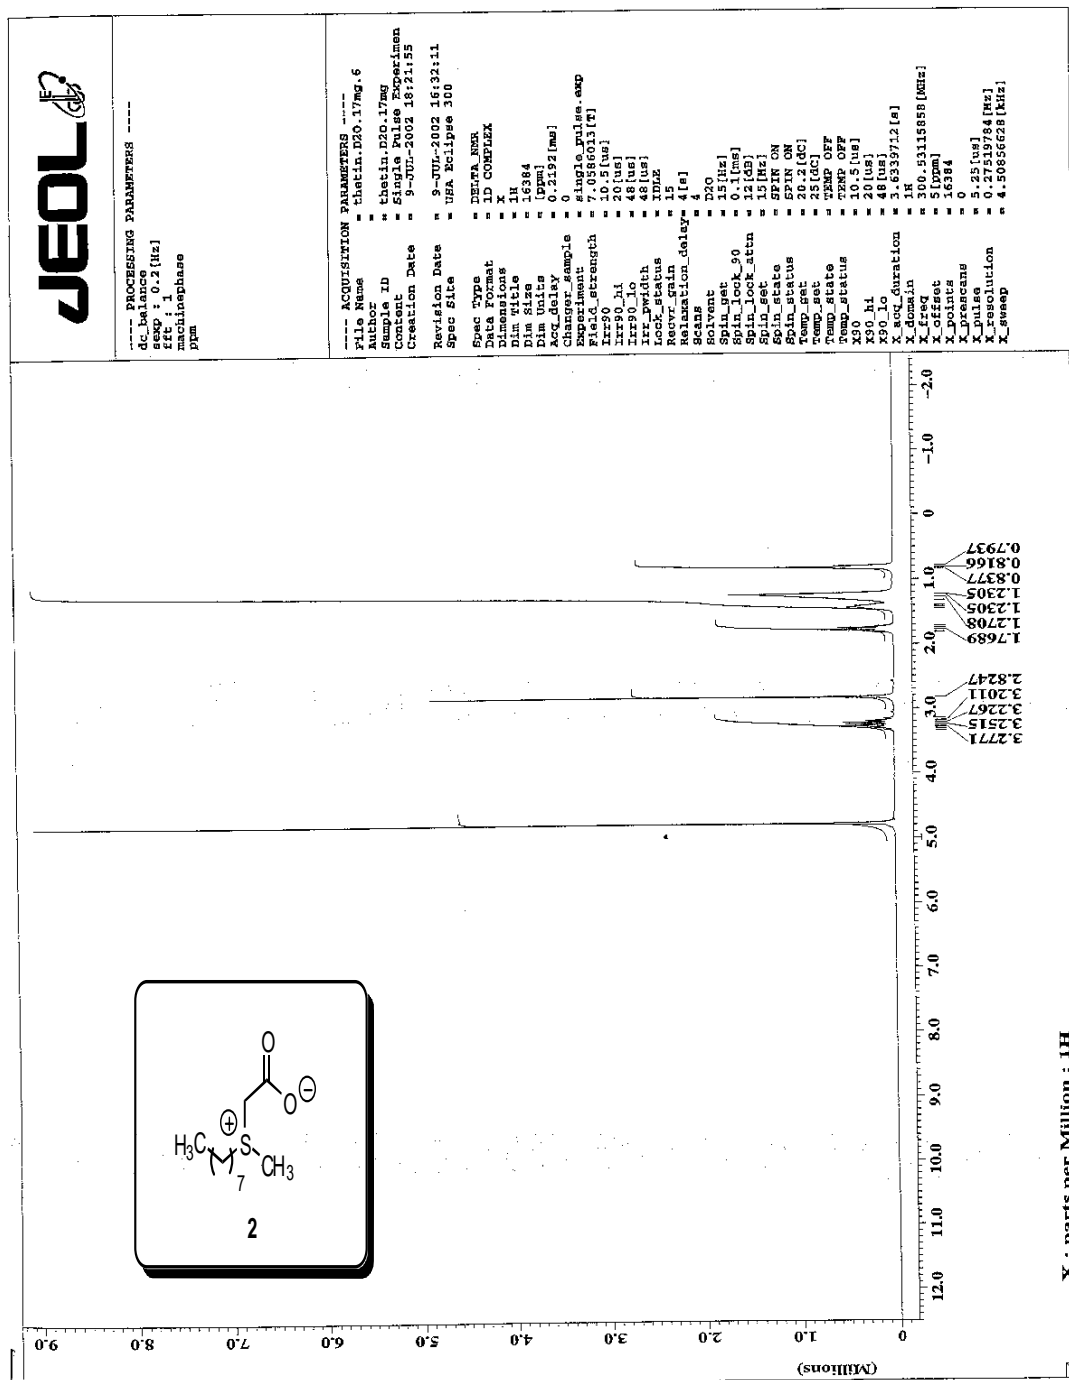 JEOL
---- PROCESSING PARAMETERS ----
dc_balance
sexp : 0.2[Hz]
fft : 1
machinephase
ppm
---- ACQUISITION PARAMETERS ----
File Name = thetin.D2O.17mg.6
Author =
Sample ID = thetin.D2O.17mg
Content = Single Pulse Experimen
Creation Date = 9-JUL-2002 18:21:55
Revision Date = 9-JUL-2002 16:32:11
Spec Site = USA Eclipse 300
Spec Type = DELTA_NMR
Data Format = 1D COMPLEX
Dimensions = X
Dim Title = 1H
Dim Size = 16384
Dim Units = [ppm]
Acq_delay = 0.2192[ms]
Changer_sample = 0
Experiment = single_pulse.exp
Field_strength = 7.0586013[T]
Irr90 = 10.5[us]
Irr90_hi = 20[us]
Irr90_lo = 48[us]
Irr_pwidth = 48[us]
Lock_status = IDLE
Recvr_gain = 15
Relaxation_delay = 4[s]
Scans = 4
Solvent = D2O
Spin_get = 15[Hz]
Spin_lock_90 = 0.1[ms]
Spin_lock_attn = 12[dB]
Spin_set = 15[Hz]
Spin_state = SPIN ON
Spin_status = SPIN ON
Temp_get = 20.2[dC]
Temp_set = 25[dC]
Temp_state = TEMP OFF
Temp_status = TEMP OFF
X90 = 10.5[us]
X90_hi = 20[us]
X90_lo = 48[us]
X_acq_duration = 3.6339712[s]
X_domain = 1H
X_freq = 300.53115858[MHz]
X_offset = 5[ppm]
X_points = 16384
X_prescans = 0
X_pulse = 5.25[us]
X_resolution = 0.27519784[Hz]
X_sweep = 4.50856628[kHz]
H3C
7
S
⊕
CH3
O
O
⊖
2
(Millions)
9.0
8.0
7.0
6.0
5.0
4.0
3.0
2.0
1.0
0
12.0 11.0 10.0 9.0 8.0 7.0 6.0 5.0 4.0 3.0 2.0 1.0 0 -1.0 -2.0
3.2771
3.2515
3.2267
3.2011
2.8247
1.7689
1.2708
1.2305
1.2305
0.8377
0.8166
0.7937
X : parts per Million : 1H